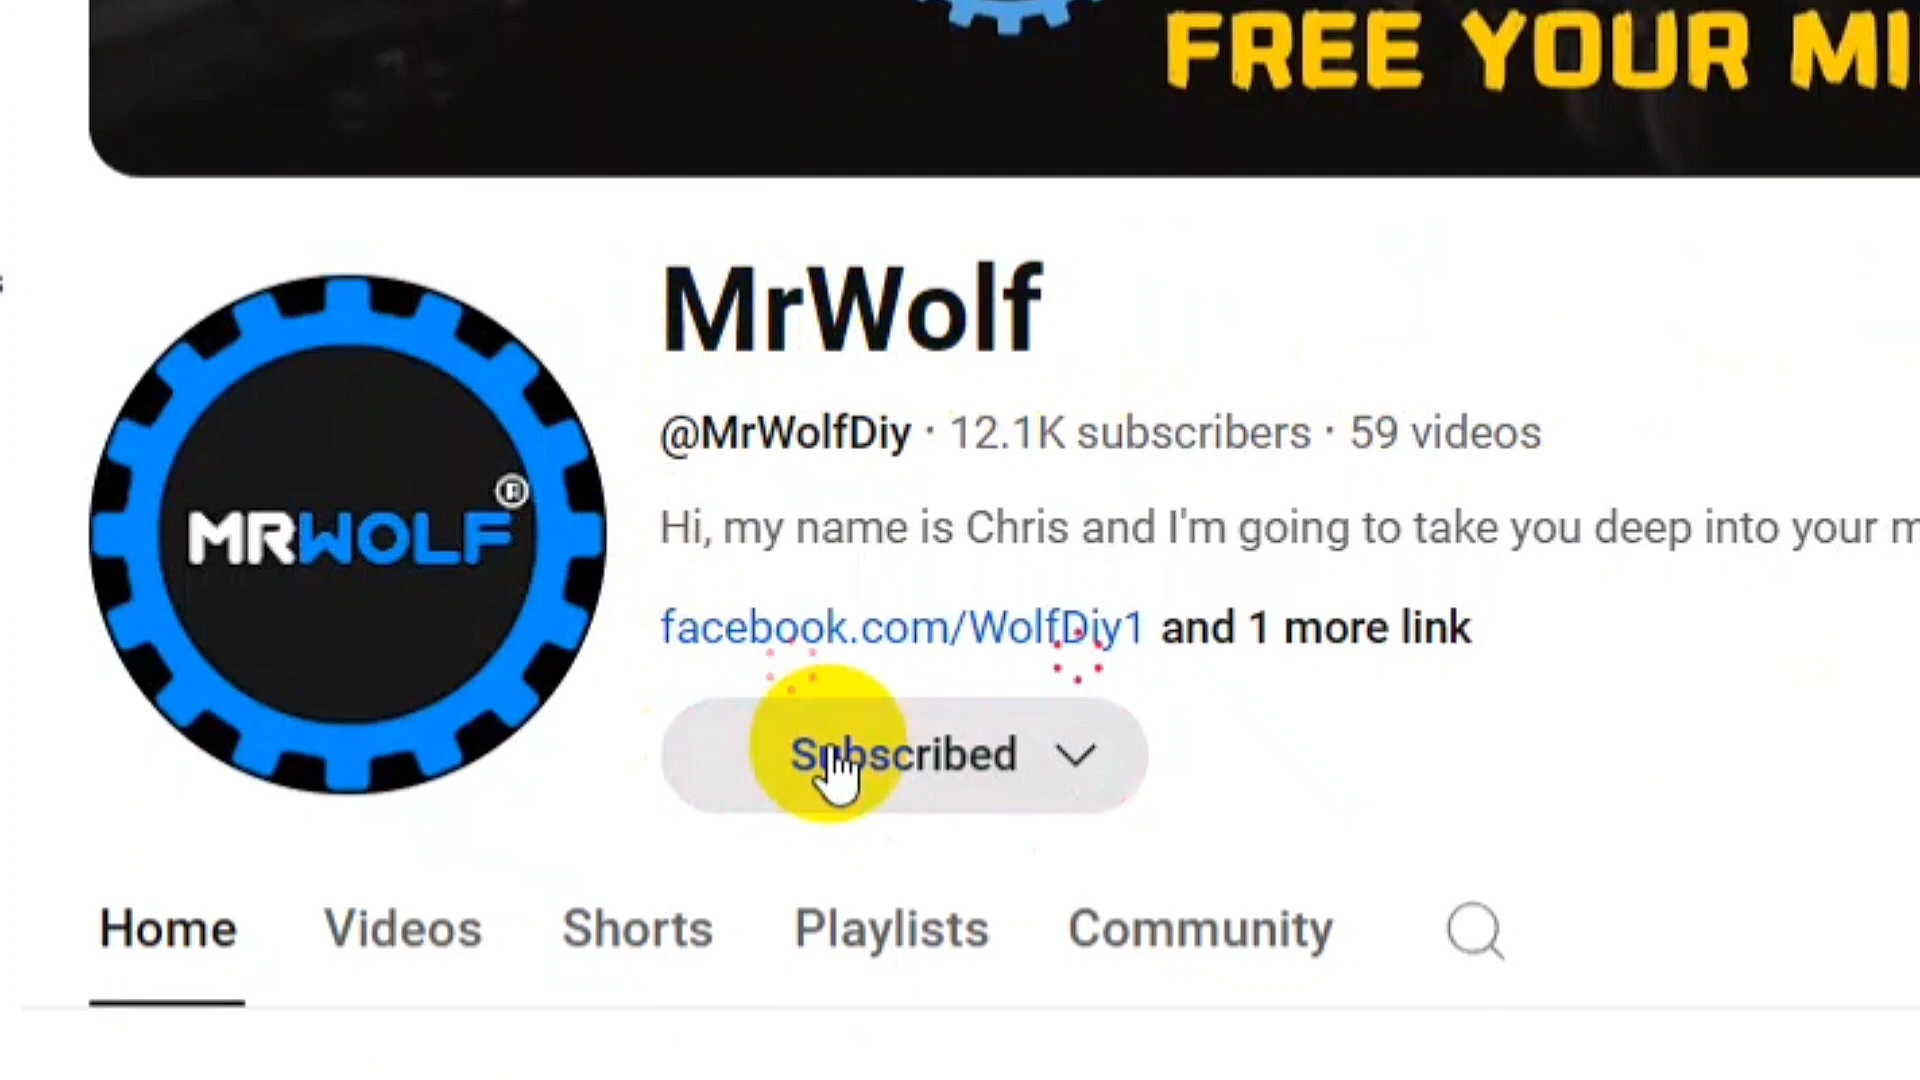 FREE YOUR MI
MrWolf
@MrWolfDiy · 12.1K subscribers · 59 videos
MRWOLF®
Hi, my name is Chris and I'm going to take you deep into your m
facebook.com/WolfDiy1 and 1 more link
Subscribed
Home Videos Shorts Playlists Community